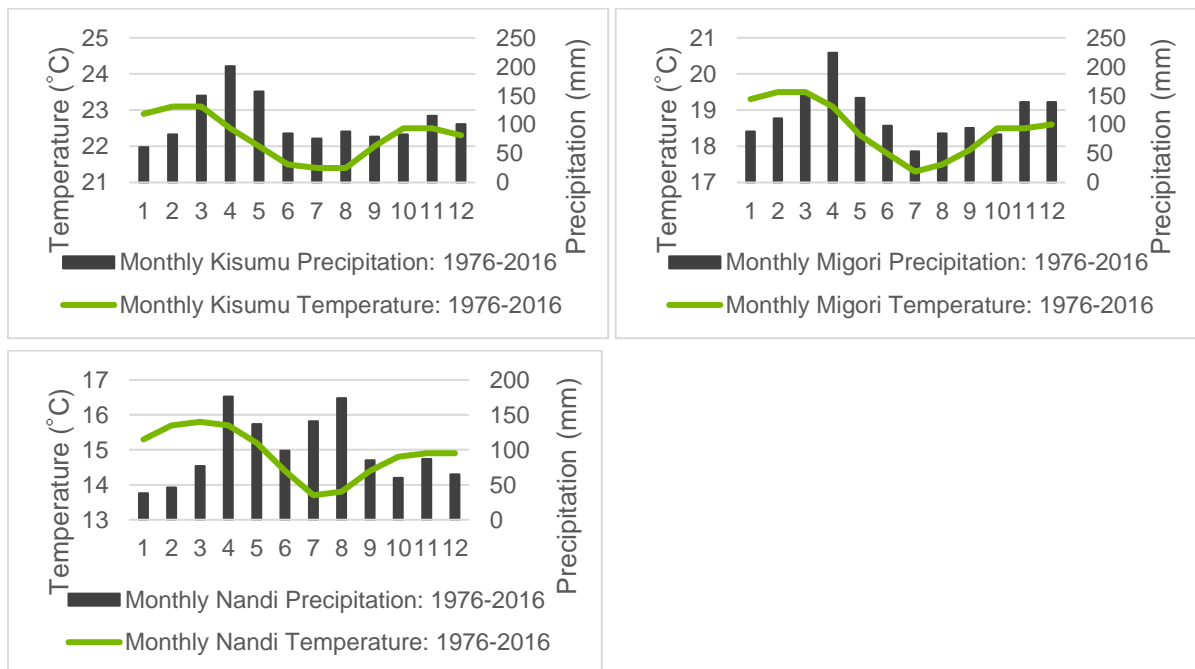 Temperature (˚C)
25
24
23
22
21
250
200
150
100
50
0
Precipitation (mm)
1 2 3 4 5 6 7 8 9 10 11 12
Monthly Kisumu Precipitation: 1976-2016
Monthly Kisumu Temperature: 1976-2016
Temperature (˚C)
21
20
19
18
17
250
200
150
100
50
0
Precipitation (mm)
1 2 3 4 5 6 7 8 9 10 11 12
Monthly Migori Precipitation: 1976-2016
Monthly Migori Temperature: 1976-2016
Temperature (˚C)
17
16
15
14
13
200
150
100
50
0
Precipitation (mm)
1 2 3 4 5 6 7 8 9 10 11 12
Monthly Nandi Precipitation: 1976-2016
Monthly Nandi Temperature: 1976-2016